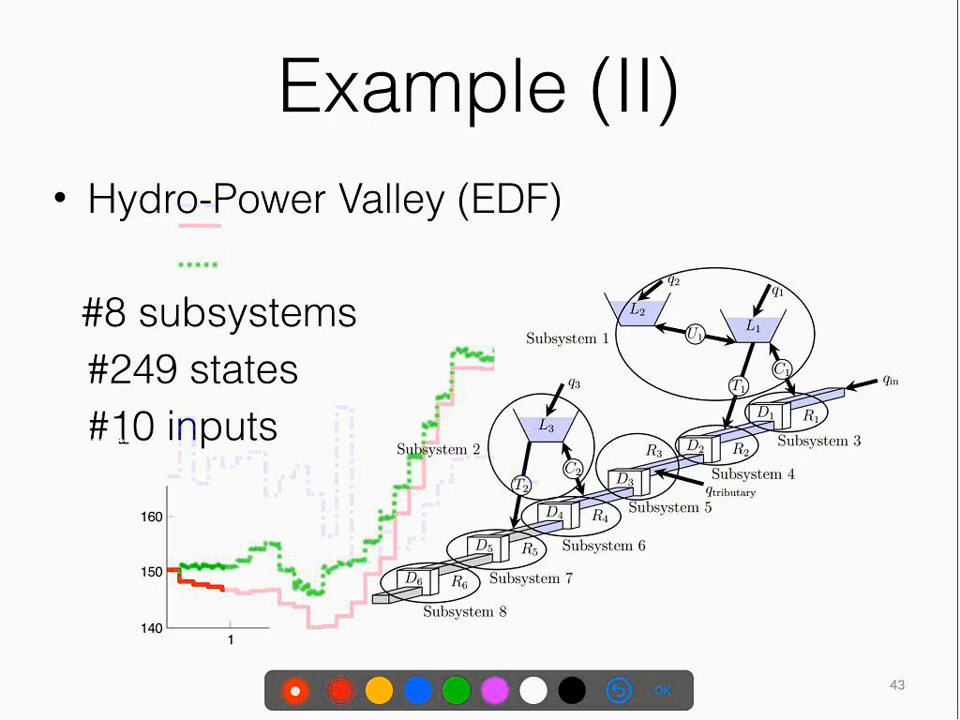 Example (II)
• Hydro-Power Valley (EDF)
#8 subsystems
#249 states
#10 inputs
q2
q1
L2
L1
U1
Subsystem 1
C1
T1
qin
q3
D1
R1
L3
Subsystem 3
D2
R2
R3
Subsystem 2
C2
Subsystem 4
D3
T2
qtributary
Subsystem 5
D4
R4
Subsystem 6
D5
R5
Subsystem 7
D6
R6
Subsystem 8
160
150
140
1
OK
43